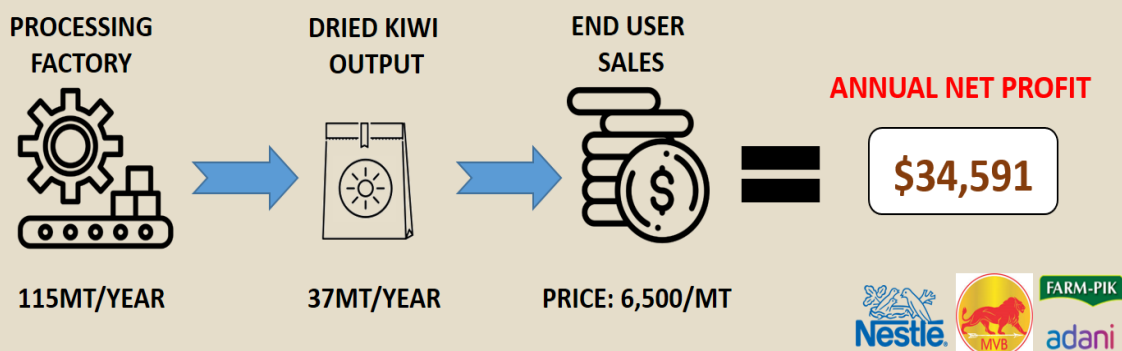 PROCESSING
FACTORY
DRIED KIWI
OUTPUT
END USER
SALES
ANNUAL NET PROFIT
$
$34,591
115MT/YEAR
37MT/YEAR
PRICE: 6,500/MT
Nestlé.
MVB
FARM-PIK
adani